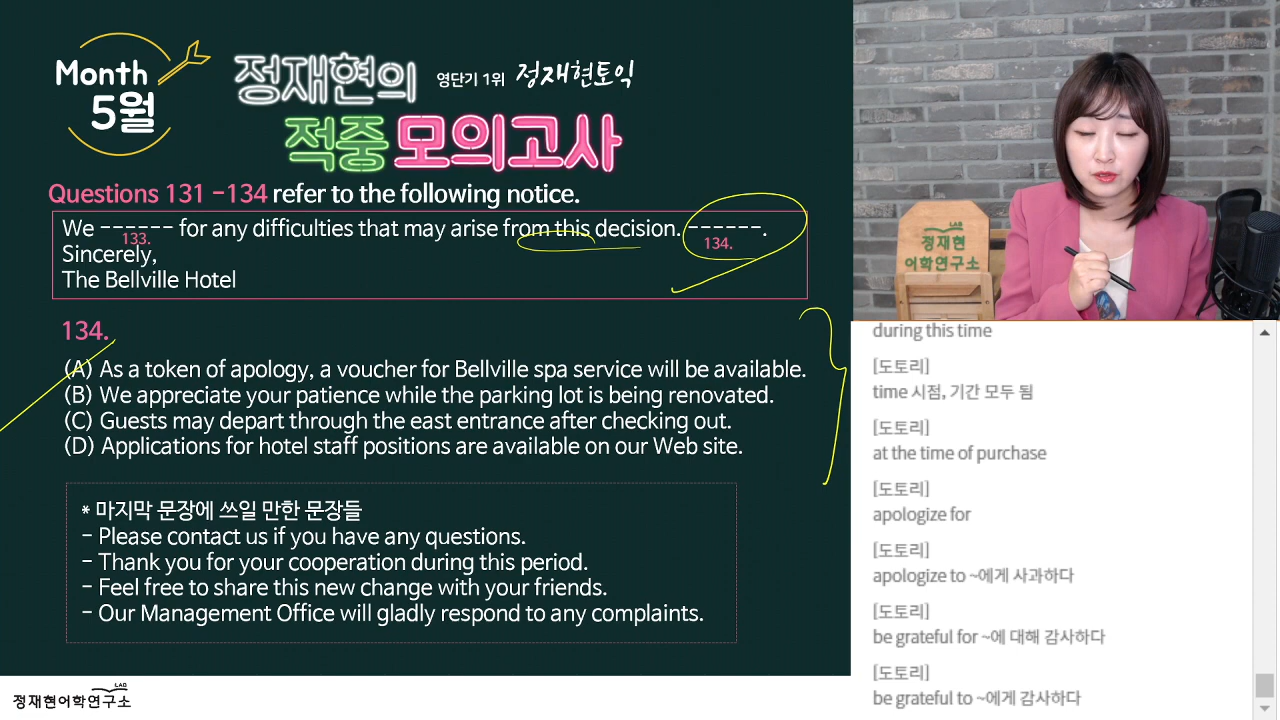 Month
5월
정재현의
영단기 1위 정재현토익
적중 모의고사
Questions 131 -134 refer to the following notice.
We ------ for any difficulties that may arise from this decision. ------.
133.
134.
Sincerely,
The Bellville Hotel
134.
(A) As a token of apology, a voucher for Bellville spa service will be available.
(B) We appreciate your patience while the parking lot is being renovated.
(C) Guests may depart through the east entrance after checking out.
(D) Applications for hotel staff positions are available on our Web site.
* 마지막 문장에 쓰일 만한 문장들
- Please contact us if you have any questions.
- Thank you for your cooperation during this period.
- Feel free to share this new change with your friends.
- Our Management Office will gladly respond to any complaints.
LAB
정재현어학연구소
LAB
정재현
어학연구소
during this time
[도토리]
time 시점, 기간 모두 됨
[도토리]
at the time of purchase
[도토리]
apologize for
[도토리]
apologize to ~에게 사과하다
[도토리]
be grateful for ~에 대해 감사하다
[도토리]
be grateful to ~에게 감사하다